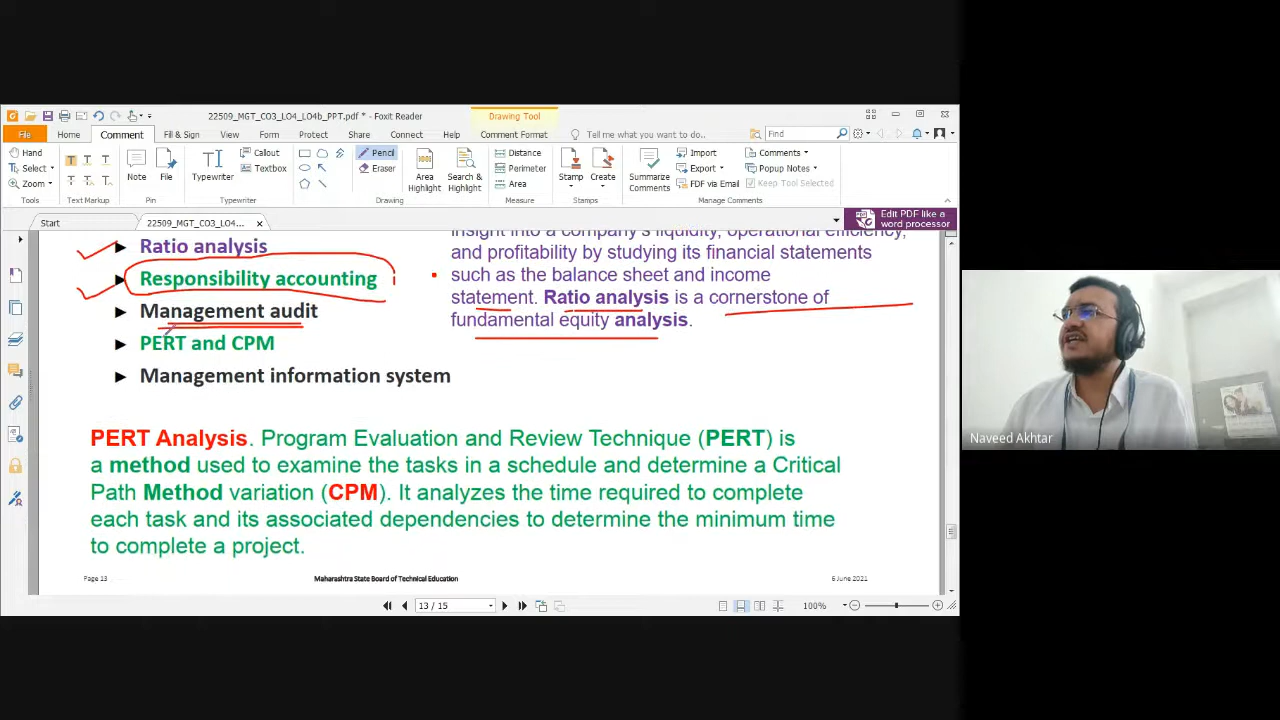 22509_MGT_CO3_LO4_LO4b_PPT.pdf * - Foxit Reader
Drawing Tool
File Home Comment Fill & Sign View Form Protect Share Connect Help Comment Format Tell me what you want to do.. Find
Hand
Select
Zoom
Tools
Text Markup
Note
File
Pin
Typewriter
Callout
Textbox
Typewriter
Pencil
Eraser
Area Highlight
Search & Highlight
Drawing
Distance
Perimeter
Area
Measure
Stamp
Create
Stamps
Summarize Comments
Import
Export
FDF via Email
Comments
Popup Notes
Keep Tool Selected
Manage Comments
Start
22509_MGT_CO3_LO4...
Edit PDF like a word processor
Ratio analysis
Responsibility accounting
Management audit
PERT and CPM
Management information system
insight into a company's liquidity, operational efficiency,
and profitability by studying its financial statements
such as the balance sheet and income
statement. Ratio analysis is a cornerstone of
fundamental equity analysis.
PERT Analysis. Program Evaluation and Review Technique (PERT) is
a method used to examine the tasks in a schedule and determine a Critical
Path Method variation (CPM). It analyzes the time required to complete
each task and its associated dependencies to determine the minimum time
to complete a project.
Page 13
Maharashtra State Board of Technical Education
6 June 2021
13 / 15
100%
Naveed Akhtar